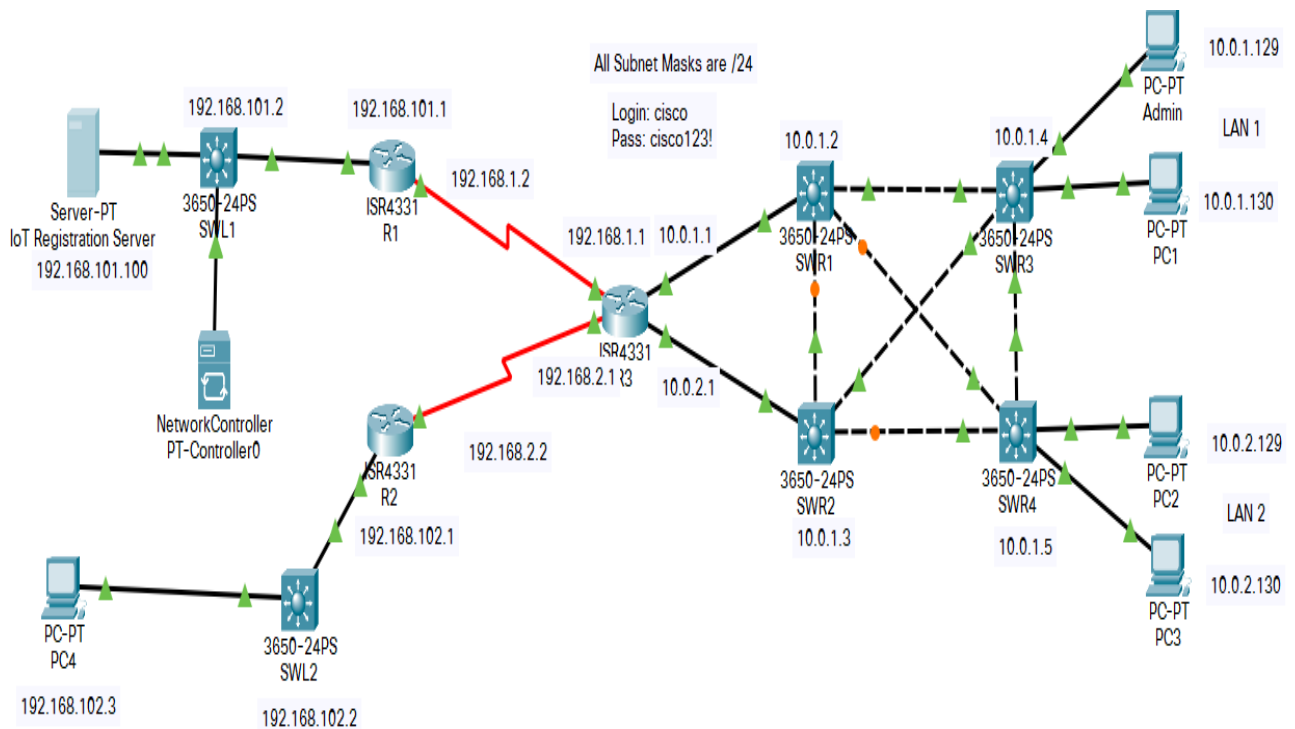 All Subnet Masks are /24
Login: cisco
Pass: cisco123!
192.168.101.2
192.168.101.1
Server-PT
IoT Registration Server
192.168.101.100
3650-24PS
SWL1
ISR4331
R1
192.168.1.2
NetworkController
PT-Controller0
192.168.1.1
10.0.1.1
ISR4331
R3
192.168.2.1
10.0.2.1
ISR4331
R2
192.168.2.2
192.168.102.1
PC-PT
PC4
192.168.102.3
3650-24PS
SWL2
192.168.102.2
10.0.1.2
3650-24PS
SWR1
10.0.1.4
3650-24PS
SWR3
3650-24PS
SWR2
10.0.1.3
3650-24PS
SWR4
10.0.1.5
PC-PT
Admin
10.0.1.129
LAN 1
PC-PT
PC1
10.0.1.130
PC-PT
PC2
10.0.2.129
LAN 2
PC-PT
PC3
10.0.2.130